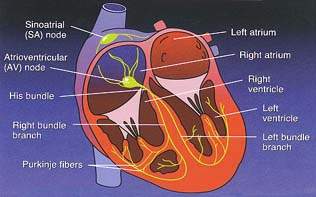 Sinoatrial
(SA) node
Atrioventricular
(AV) node
His bundle
Right bundle
branch
Purkinje fibers
Left atrium
Right atrium
Right
ventricle
Left
ventricle
Left bundle
branch